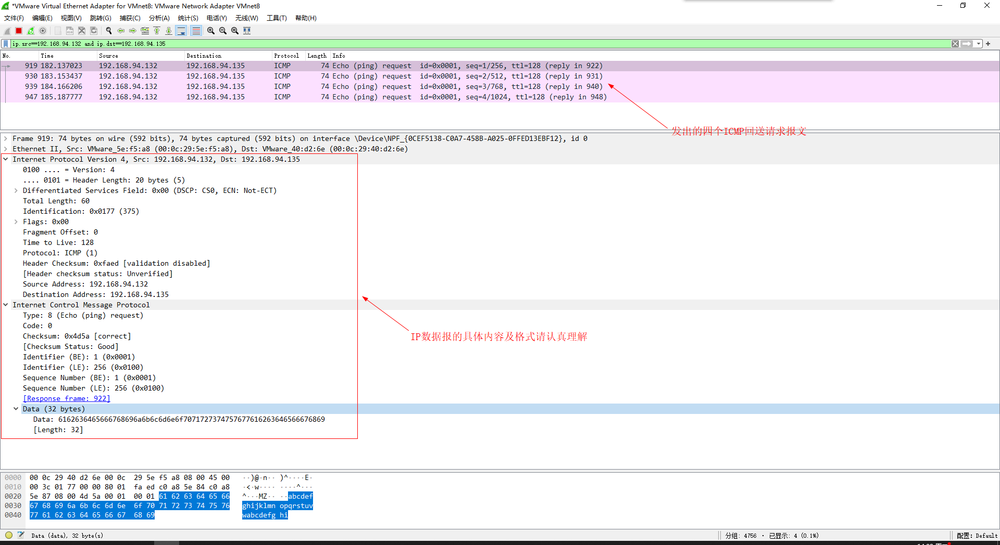 *VMware Virtual Ethernet Adapter for VMnet8: VMware Network Adapter VMnet8
文件(F) 编辑(E) 视图(V) 跳转(G) 捕获(C) 分析(A) 统计(S) 电话(Y) 无线(W) 工具(T) 帮助(H)
ip.src==192.168.94.132 and ip.dst==192.168.94.135
No. Time Source Destination Protocol Length Info
919 182.137023 192.168.94.132 192.168.94.135 ICMP 74 Echo (ping) request id=0x0001, seq=1/256, ttl=128 (reply in 922)
930 183.153437 192.168.94.132 192.168.94.135 ICMP 74 Echo (ping) request id=0x0001, seq=2/512, ttl=128 (reply in 931)
939 184.166206 192.168.94.132 192.168.94.135 ICMP 74 Echo (ping) request id=0x0001, seq=3/768, ttl=128 (reply in 940)
947 185.187777 192.168.94.132 192.168.94.135 ICMP 74 Echo (ping) request id=0x0001, seq=4/1024, ttl=128 (reply in 948)
发出的四个ICMP回送请求报文
Frame 919: 74 bytes on wire (592 bits), 74 bytes captured (592 bits) on interface \Device\NPF_{0CEF5138-C0A7-458B-A025-0FFED13EBF12}, id 0
Ethernet II, Src: VMware_5e:f5:a8 (00:0c:29:5e:f5:a8), Dst: VMware_40:d2:6e (00:0c:29:40:d2:6e)
Internet Protocol Version 4, Src: 192.168.94.132, Dst: 192.168.94.135
0100 .... = Version: 4
.... 0101 = Header Length: 20 bytes (5)
Differentiated Services Field: 0x00 (DSCP: CS0, ECN: Not-ECT)
Total Length: 60
Identification: 0x0177 (375)
Flags: 0x00
Fragment Offset: 0
Time to Live: 128
Protocol: ICMP (1)
Header Checksum: 0xfaed [validation disabled]
[Header checksum status: Unverified]
Source Address: 192.168.94.132
Destination Address: 192.168.94.135
Internet Control Message Protocol
Type: 8 (Echo (ping) request)
Code: 0
Checksum: 0x4d5a [correct]
IP数据报的具体内容及格式请认真理解
[Checksum Status: Good]
Identifier (BE): 1 (0x0001)
Identifier (LE): 256 (0x0100)
Sequence Number (BE): 1 (0x0001)
Sequence Number (LE): 256 (0x0100)
[Response frame: 922]
Data (32 bytes)
Data: 6162636465666768696a6b6c6d6e6f7071727374757677616263646566676869
[Length: 32]
0000 00 0c 29 40 d2 6e 00 0c 29 5e f5 a8 08 00 45 00 ··)@·n·· )^····E·
0010 00 3c 01 77 00 00 80 01 fa ed c0 a8 5e 84 c0 a8 ·<·w···· ····^···
0020 5e 87 08 00 4d 5a 00 01 00 01 61 62 63 64 65 66 ^···MZ·· ··abcdef
0030 67 68 69 6a 6b 6c 6d 6e 6f 70 71 72 73 74 75 76 ghijklmn opqrstuv
0040 77 61 62 63 64 65 66 67 68 69 wabcdefg hi
Data (data), 32 byte(s) 分组: 4756 · 已显示: 4 (0.1%) 配置: Default